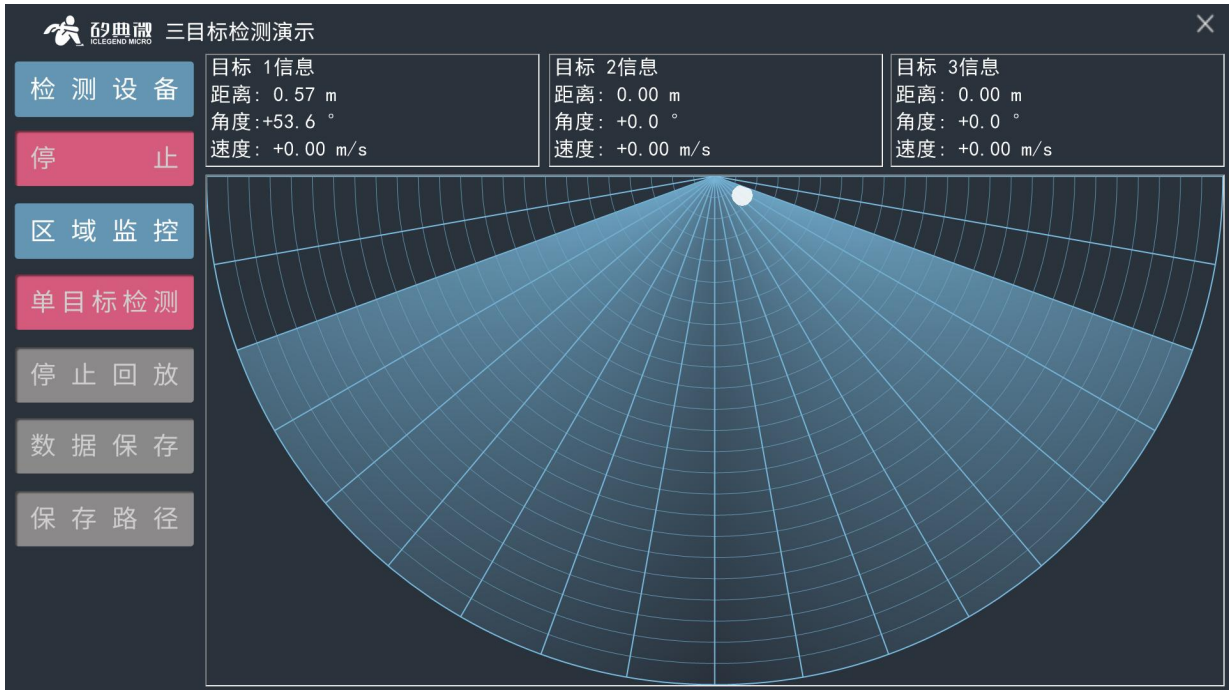 矽典微 三目标检测演示
ICLEGEND MICRO
检测设备
停止
区域监控
单目标检测
停止回放
数据保存
保存路径
目标 1信息
距离: 0.57 m
角度:+53.6 °
速度: +0.00 m/s
目标 2信息
距离: 0.00 m
角度: +0.0 °
速度: +0.00 m/s
目标 3信息
距离: 0.00 m
角度: +0.0 °
速度: +0.00 m/s